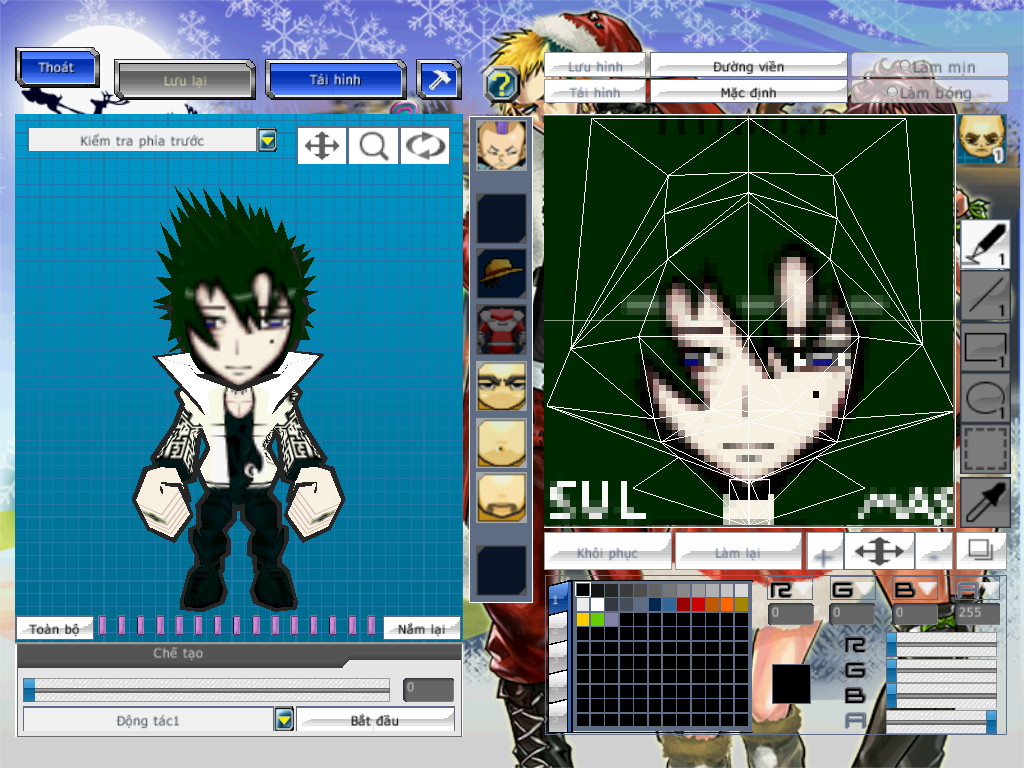 Thoát
Lưu lại
Tải hình
Lưu hình
Đường viền
Làm mịn
Tải hình
Mặc định
Làm bóng
Kiểm tra phía trước
1
1
1
1
1
SUL
MAS
Khôi phục
Làm lại
Toàn bộ
Nắm lại
Chế tạo
0
Động tác1
Bắt đầu
1
R
G
B
A
0
0
0
255
R
G
B
A